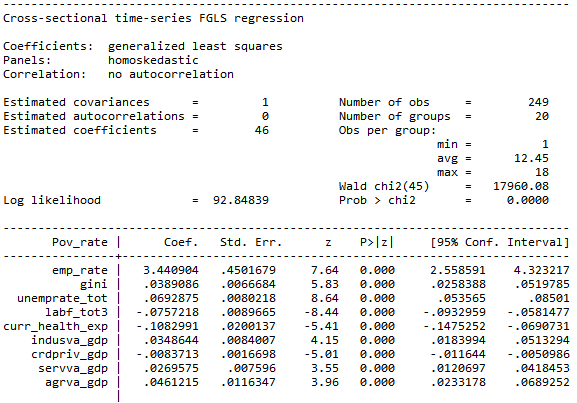 Cross-sectional time-series FGLS regression
Coefficients:  generalized least squares
Panels:        homoskedastic
Correlation:   no autocorrelation
Estimated covariances      =         1          Number of obs     =        249
Estimated autocorrelations =         0          Number of groups  =         20
Estimated coefficients     =        46          Obs per group:
min =          1
avg =      12.45
max =         18
Wald chi2(45)     =   17960.08
Log likelihood             =  92.84839          Prob > chi2       =     0.0000
Pov_rate |      Coef.   Std. Err.      z    P>|z|     [95% Conf. Interval]
emp_rate |   3.440904   .4501679     7.64   0.000     2.558591    4.323217
gini |   .0389086   .0066684     5.83   0.000     .0258388    .0519785
unemprate_tot |   .0692875   .0080218     8.64   0.000      .053565      .08501
labf_tot3 |  -.0757218   .0089665    -8.44   0.000    -.0932959   -.0581477
curr_health_exp |  -.1082991   .0200137    -5.41   0.000    -.1475252   -.0690731
indusva_gdp |   .0348644   .0084007     4.15   0.000     .0183994    .0513294
crdpriv_gdp |  -.0083713   .0016698    -5.01   0.000     -.011644   -.0050986
servva_gdp |   .0269575    .007596     3.55   0.000     .0120697    .0418453
agrva_gdp |   .0461215   .0116347     3.96   0.000     .0233178    .0689252